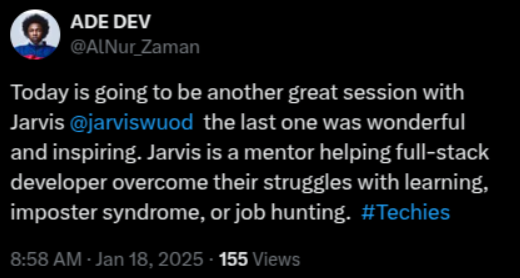 ADE DEV
@AlNur_Zaman
Today is going to be another great session with
Jarvis @jarviswuod the last one was wonderful
and inspiring. Jarvis is a mentor helping full-stack
developer overcome their struggles with learning,
imposter syndrome, or job hunting. #Techies
8:58 AM · Jan 18, 2025 · 155 Views